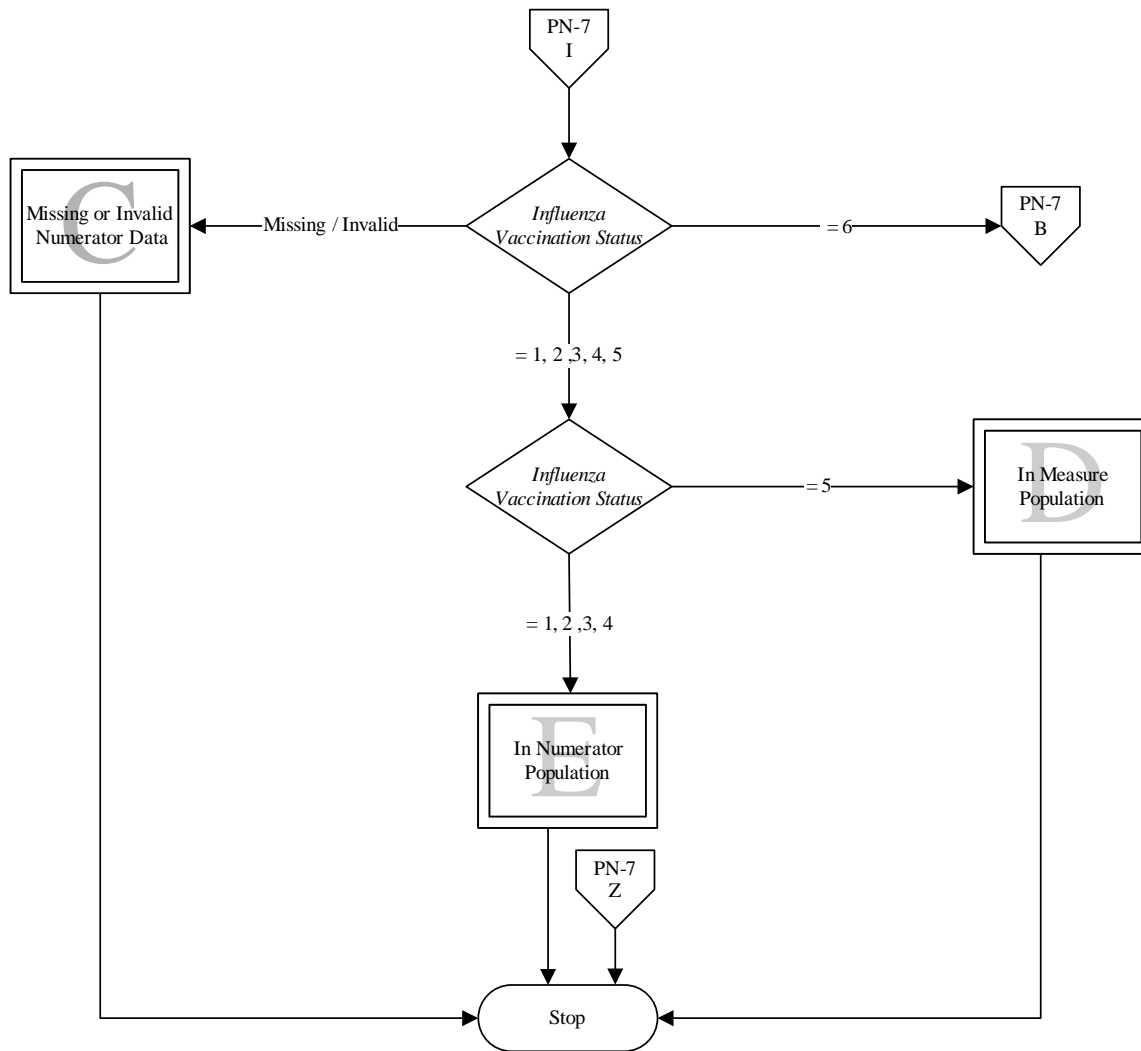 PN-7
I
C
Missing or Invalid
Numerator Data
Missing / Invalid
Influenza
Vaccination Status
= 6
PN-7
B
= 1, 2 ,3, 4, 5
Influenza
Vaccination Status
= 5
D
In Measure
Population
= 1, 2 ,3, 4
E
In Numerator
Population
PN-7
Z
Stop